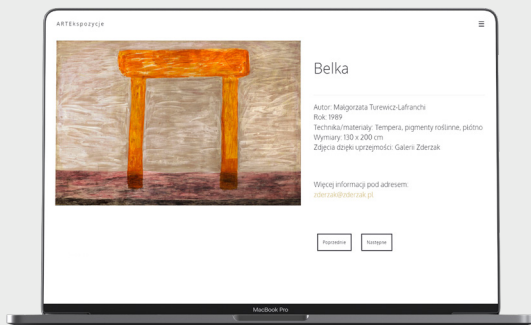 ARTEkspozycje
Belka
Autor: Małgorzata Turewicz-Lafranchi
Rok: 1989
Technika/materiały: Tempera, pigmenty roślinne, płótno
Wymiary: 130 x 200 cm
Zdjęcia dzięki uprzejmości: Galerii Zderzak
Więcej informacji pod adresem:
zderzak@zderzak.pl
Poprzednie
Następne
MacBook Pro